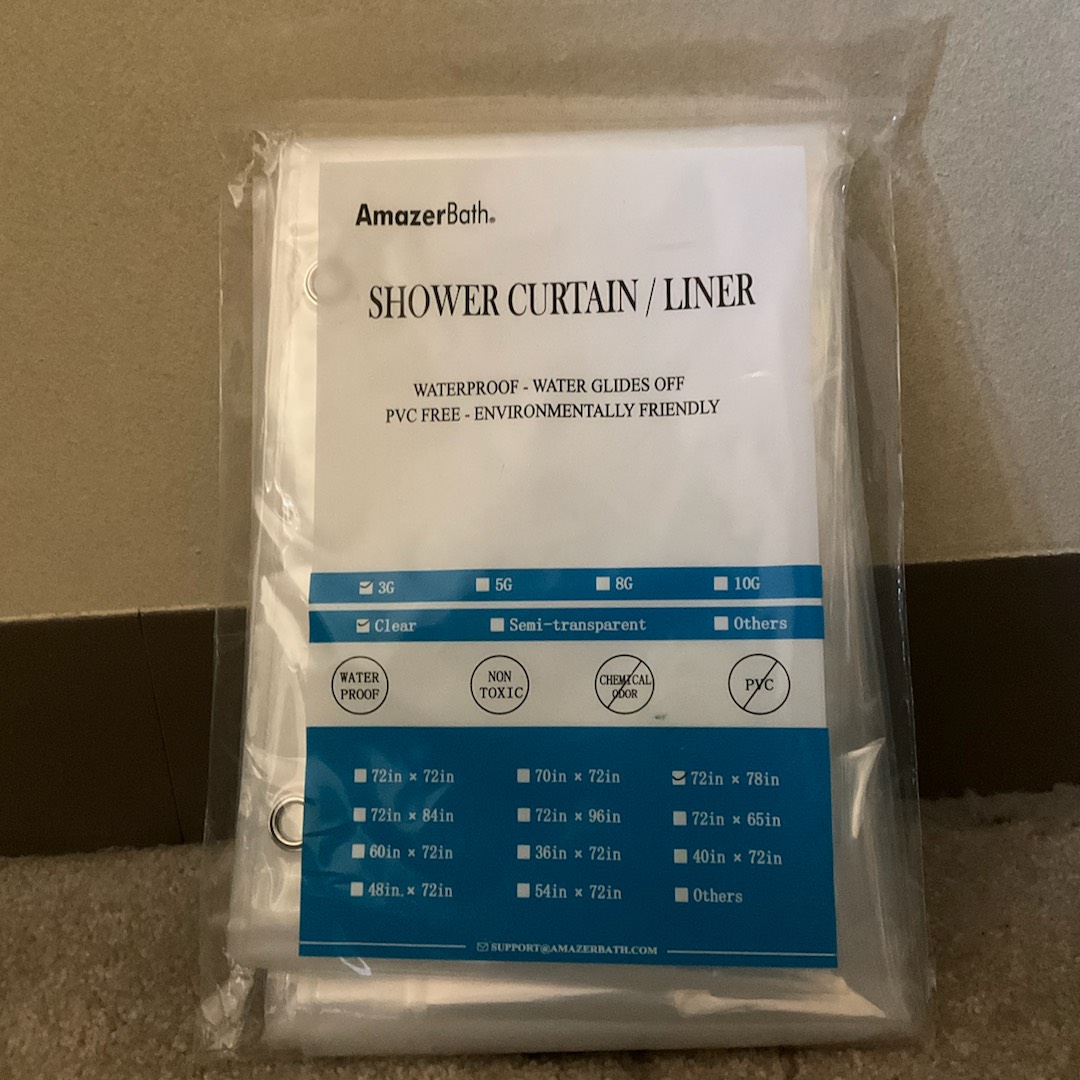 AmazerBath®
SHOWER CURTAIN / LINER
WATERPROOF - WATER GLIDES OFF
PVC FREE - ENVIRONMENTALLY FRIENDLY
3G 5G 8G 10G
Clear Semi-transparent Others
WATER PROOF NON TOXIC CHEMICAL ODOR PVC
72in × 72in 70in × 72in 72in × 78in
72in × 84in 72in × 96in 72in × 65in
60in × 72in 36in × 72in 40in × 72in
48in.× 72in 54in × 72in Others
SUPPORT@AMAZERBATH.COM